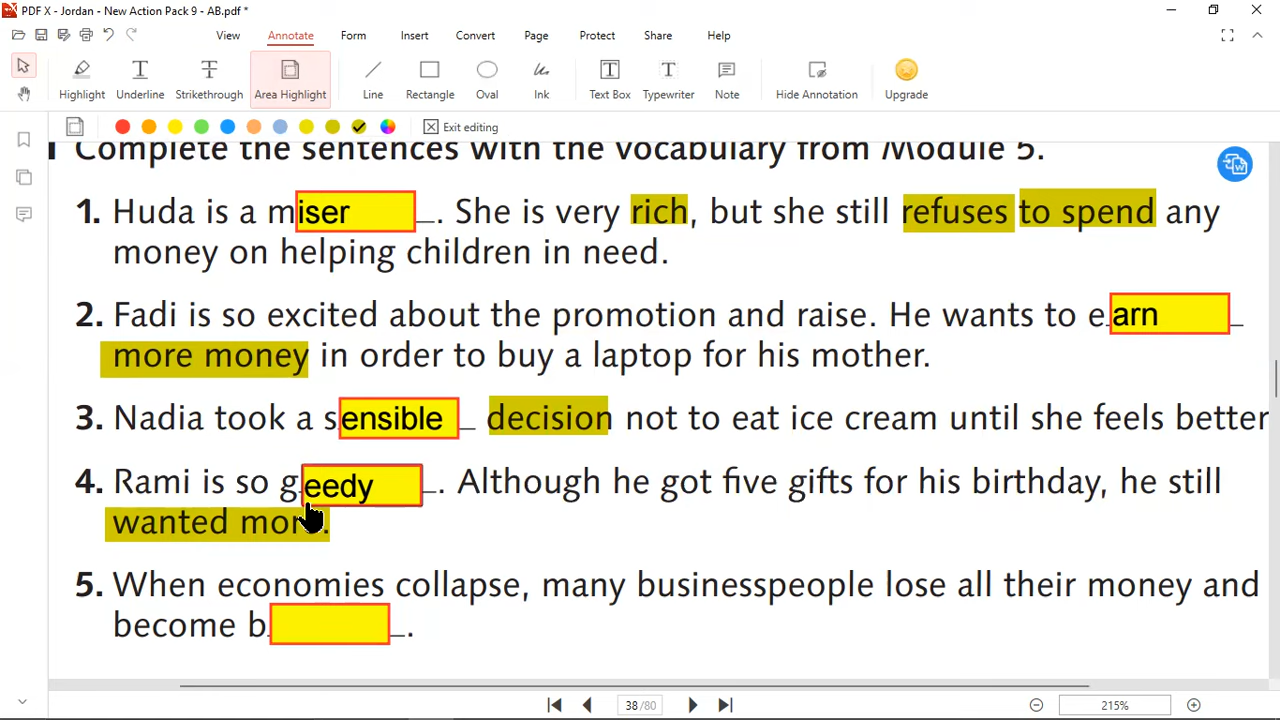 PDF X - Jordan - New Action Pack 9 - AB.pdf *
View Annotate Form Insert Convert Page Protect Share Help
Highlight Underline Strikethrough Area Highlight Line Rectangle Oval Ink Text Box Typewriter Note Hide Annotation Upgrade
Exit editing
Complete the sentences with the vocabulary from Module 5.
1. Huda is a miser_. She is very rich, but she still refuses to spend any
money on helping children in need.
2. Fadi is so excited about the promotion and raise. He wants to earn_
more money in order to buy a laptop for his mother.
3. Nadia took a sensible_ decision not to eat ice cream until she feels better
4. Rami is so geedy_. Although he got five gifts for his birthday, he still
wanted more.
5. When economies collapse, many businesspeople lose all their money and
become b_.
38 /80
215%